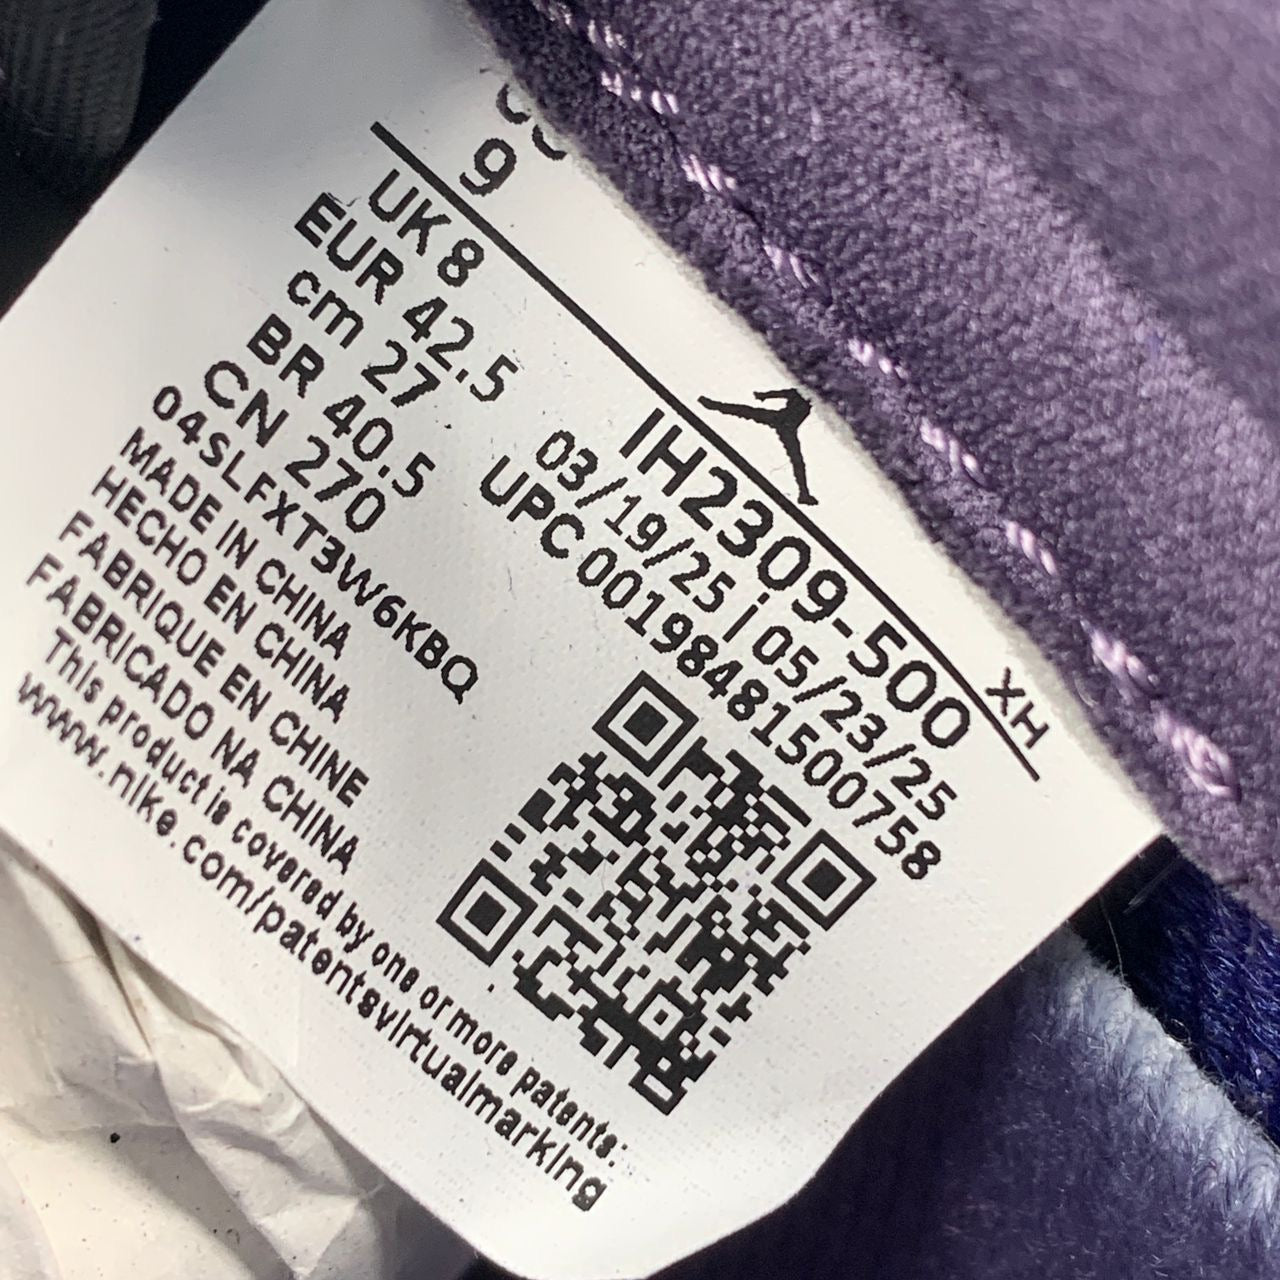 9
UK 8
EUR 42.5
cm 27
BR 40.5
CN 270
04SLFXT3W6KBQ
MADE IN CHINA
HECHO EN CHINA
FABRIQUE EN CHINE
FABRICADO NA CHINA
This product is covered by one or more patents:
www.nike.com/patentsvirtualmarking
XH
IH2309-500
03/19/25 | 05/23/25
UPC 00198481500758